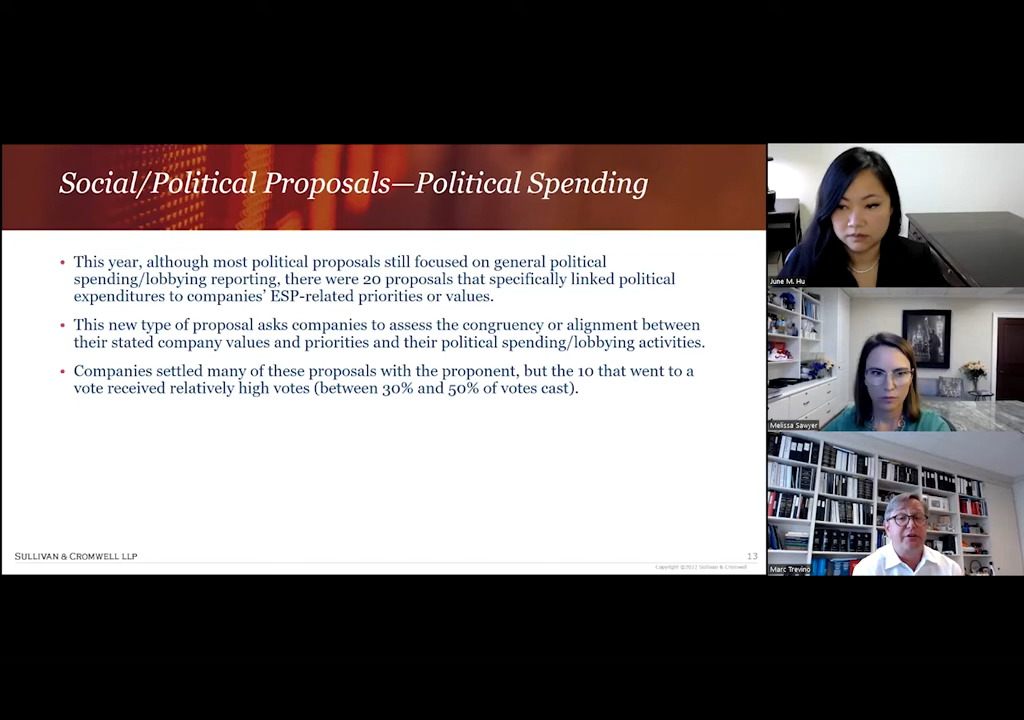 Social/Political Proposals—Political Spending
• This year, although most political proposals still focused on general political
spending/lobbying reporting, there were 20 proposals that specifically linked political
expenditures to companies’ ESP-related priorities or values.
• This new type of proposal asks companies to assess the congruency or alignment between
their stated company values and priorities and their political spending/lobbying activities.
• Companies settled many of these proposals with the proponent, but the 10 that went to a
vote received relatively high votes (between 30% and 50% of votes cast).
SULLIVAN & CROMWELL LLP
13
Copyright ©2022 Sullivan & Cromwell
June M. Hu
Melissa Sawyer
Marc Trevino